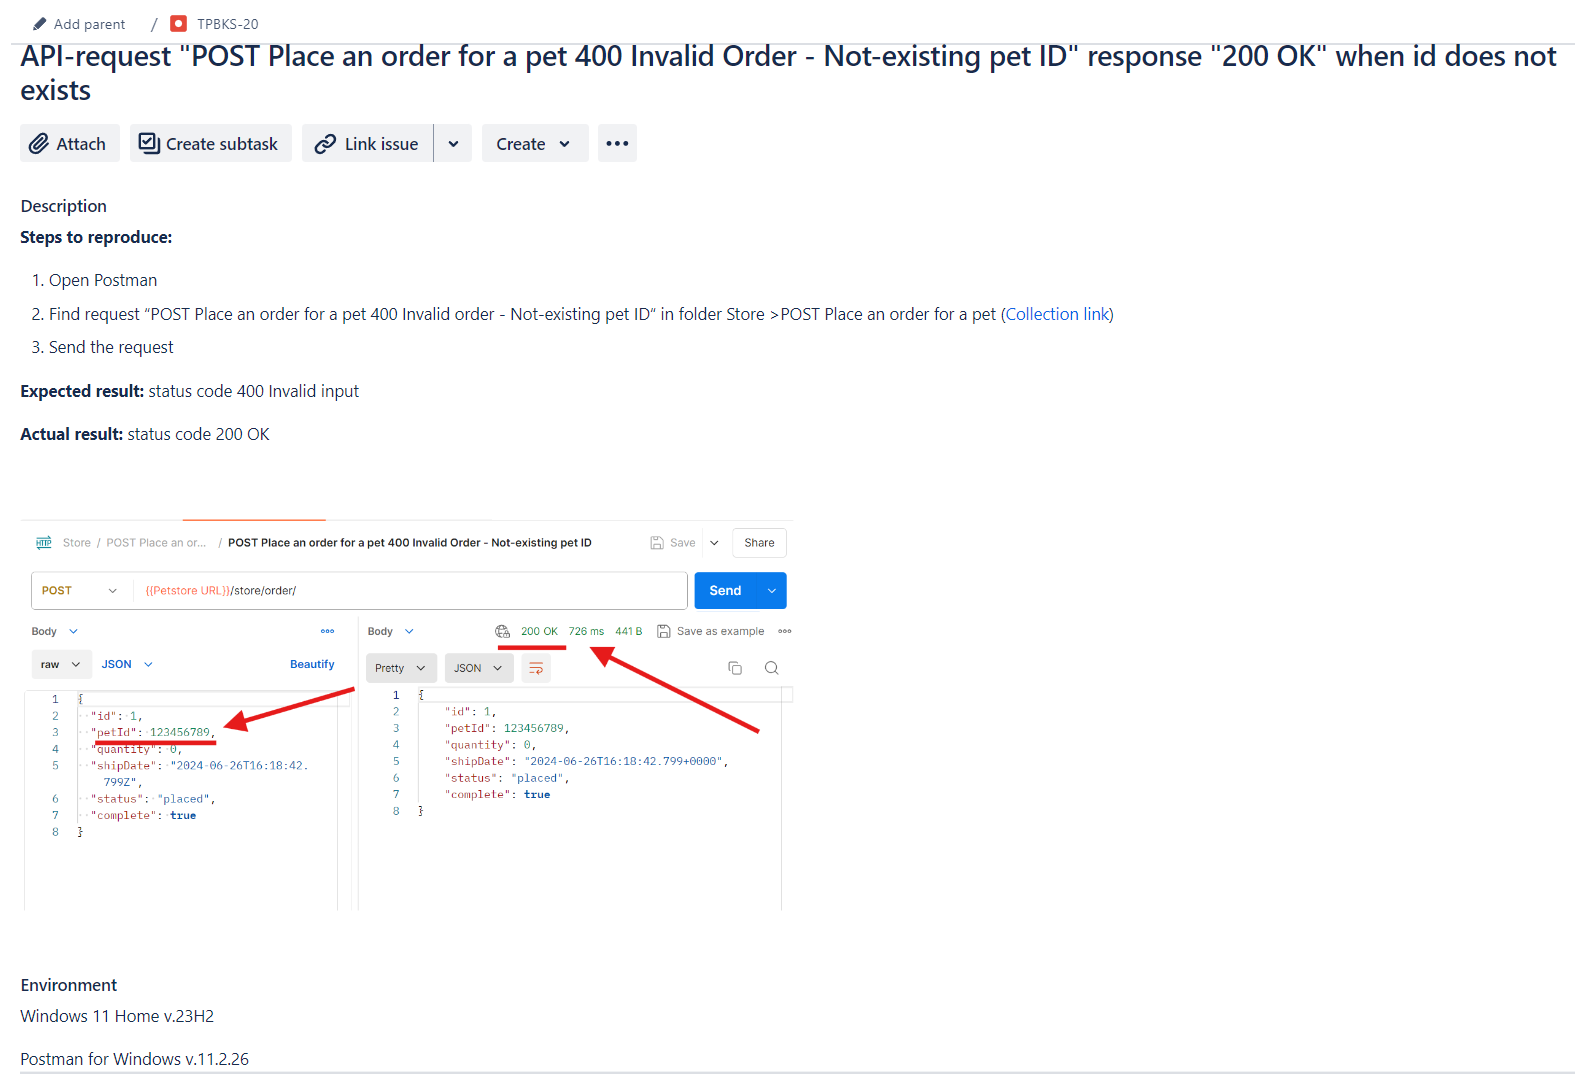 Add parent / TPBKS-20
API-request "POST Place an order for a pet 400 Invalid Order - Not-existing pet ID" response "200 OK" when id does not
exists
Attach Create subtask Link issue Create
Description
Steps to reproduce:
1. Open Postman
2. Find request “POST Place an order for a pet 400 Invalid order - Not-existing pet ID” in folder Store >POST Place an order for a pet (Collection link)
3. Send the request
Expected result: status code 400 Invalid input
Actual result: status code 200 OK
HTTP Store / POST Place an or... / POST Place an order for a pet 400 Invalid Order - Not-existing pet ID Save Share
POST {{Petstore URL}}/store/order/ Send
Body
raw JSON Beautify
1 {
2 "id": 1,
3 "petId": 123456789,
4 "quantity": 0,
5 "shipDate": "2024-06-26T16:18:42.
799Z",
6 "status": "placed",
7 "complete": true
8 }
Body 200 OK 726 ms 441 B Save as example
Pretty JSON
1 {
2 "id": 1,
3 "petId": 123456789,
4 "quantity": 0,
5 "shipDate": "2024-06-26T16:18:42.799+0000",
6 "status": "placed",
7 "complete": true
8 }
Environment
Windows 11 Home v.23H2
Postman for Windows v.11.2.26